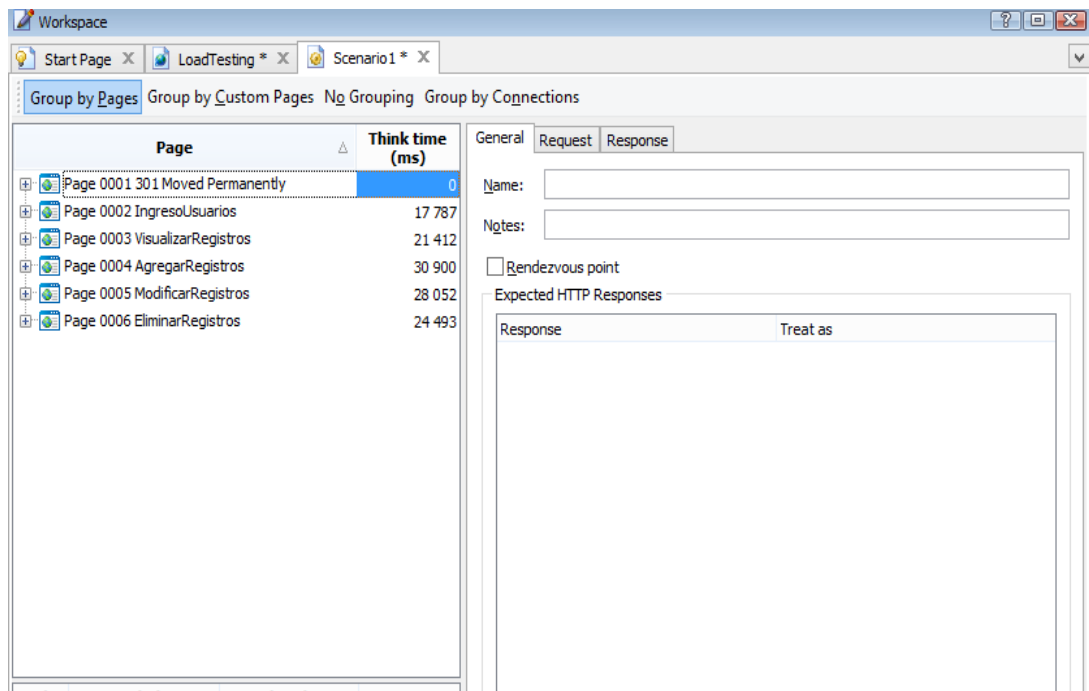 Workspace
Start Page LoadTesting * Scenario1 *
Group by Pages Group by Custom Pages No Grouping Group by Connections
Page Think time (ms)
Page 0001 301 Moved Permanently 0
Page 0002 IngresoUsuarios 17 787
Page 0003 VisualizarRegistros 21 412
Page 0004 AgregarRegistros 30 900
Page 0005 ModificarRegistros 28 052
Page 0006 EliminarRegistros 24 493
General Request Response
Name:
Notes:
Rendezvous point
Expected HTTP Responses
Response Treat as